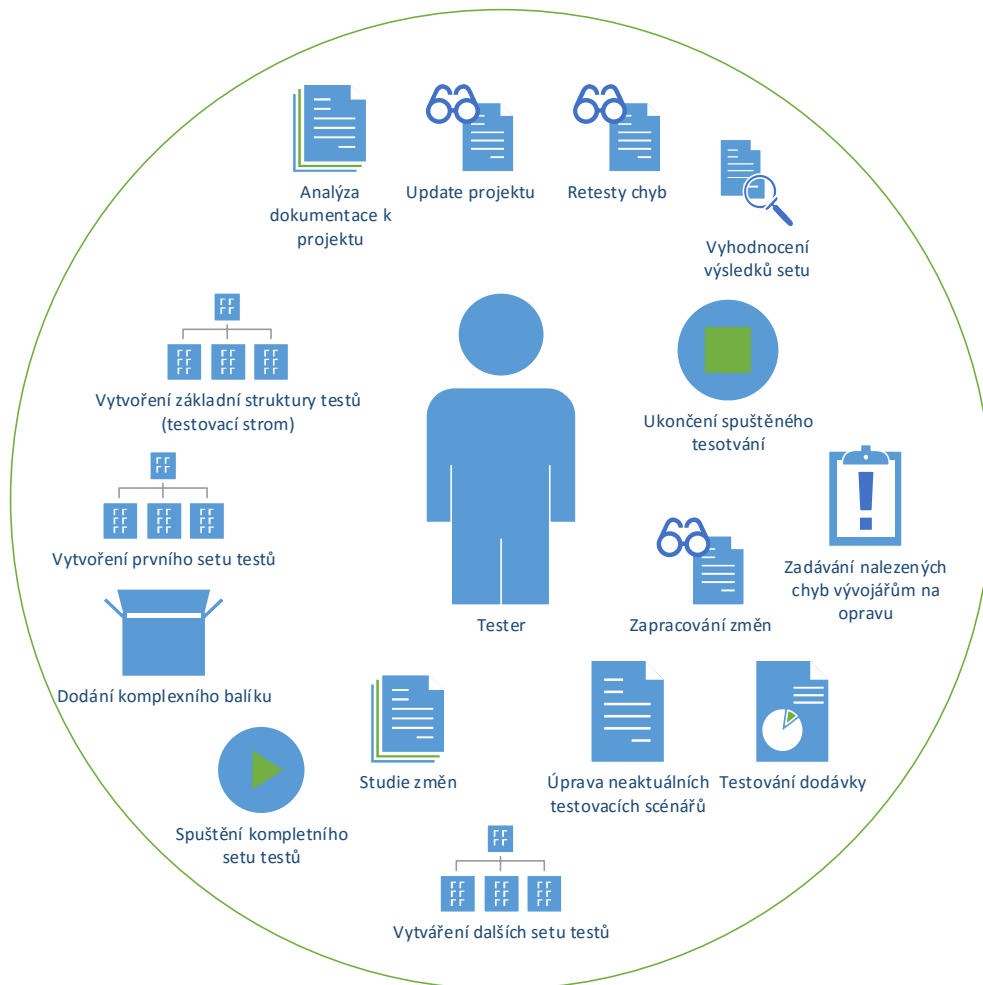 Analýza
dokumentace k
projektu
Update projektu
Retesty chyb
Vyhodnocení
výsledků setu
Vytvoření základní struktury testů
(testovací strom)
Ukončení spuštěného
tesotvání
Vytvoření prvního setu testů
Zadávání nalezených
chyb vývojářům na
opravu
Tester
Zapracování změn
Dodání komplexního balíku
Studie změn
Úprava neaktuálních
testovacích scénářů
Testování dodávky
Spuštění kompletního
setu testů
Vytváření dalších setu testů